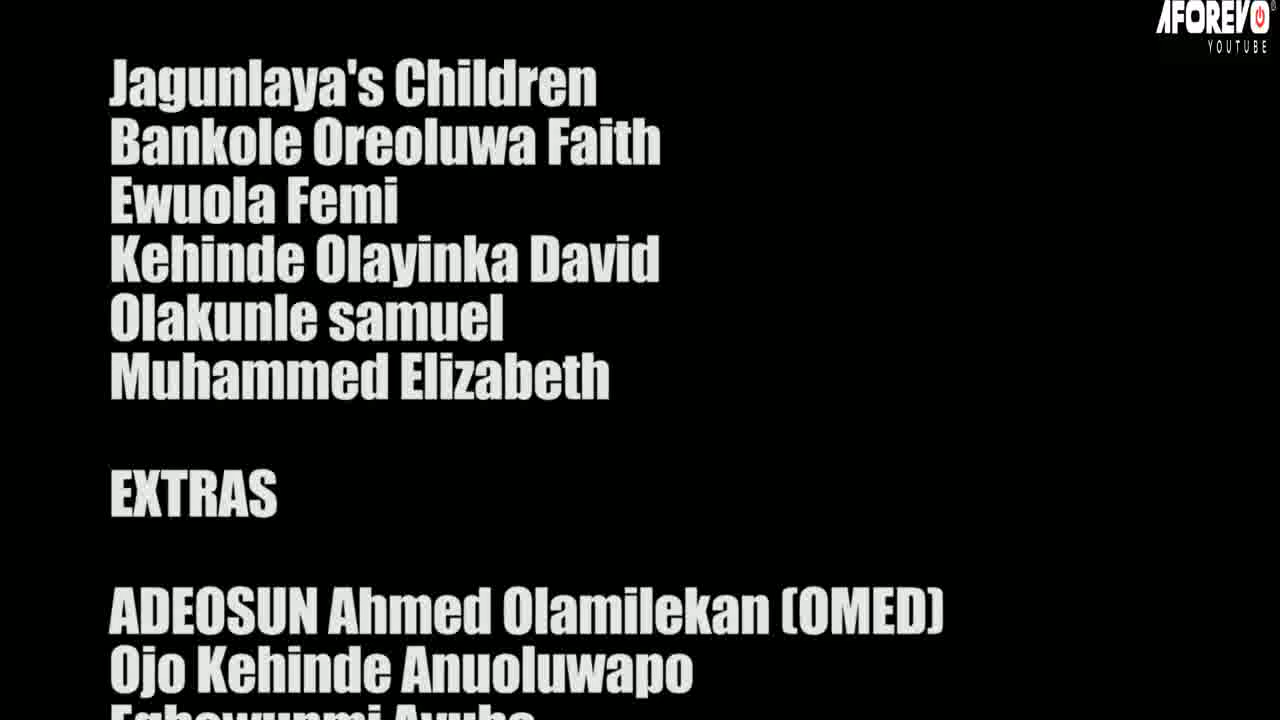 AFOREVO
YOUTUBE
Jagunlaya's Children
Bankole Oreoluwa Faith
Ewuola Femi
Kehinde Olayinka David
Olakunle samuel
Muhammed Elizabeth
EXTRAS
ADEOSUN Ahmed Olamilekan (OMED)
Ojo Kehinde Anuoluwapo